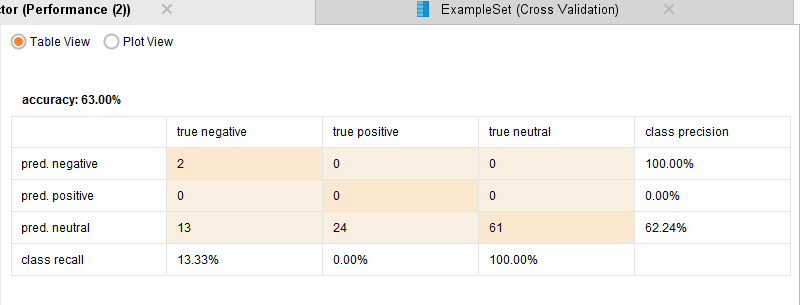 ctor (Performance (2)) ExampleSet (Cross Validation)
Table View Plot View
accuracy: 63.00%
true negative true positive true neutral class precision
pred. negative 2 0 0 100.00%
pred. positive 0 0 0 0.00%
pred. neutral 13 24 61 62.24%
class recall 13.33% 0.00% 100.00%